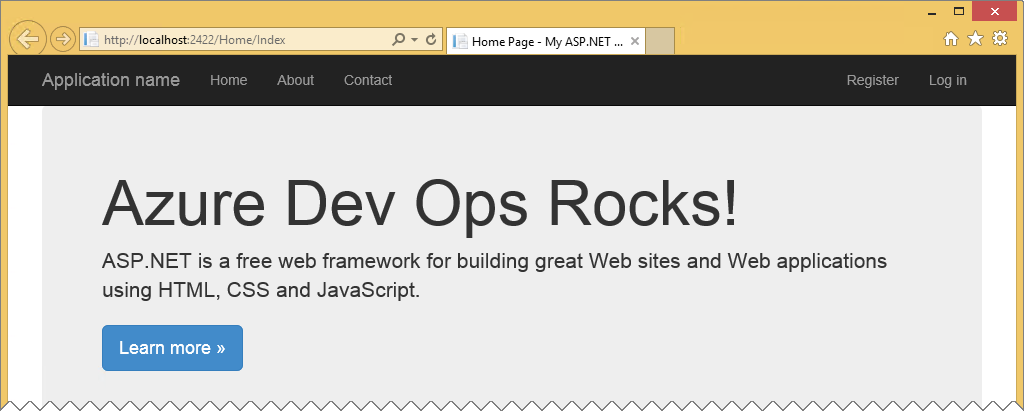 http://localhost:2422/Home/Index
Home Page - My ASP.NET ...
Application name Home About Contact Register Log in
Azure Dev Ops Rocks!
ASP.NET is a free web framework for building great Web sites and Web applications
using HTML, CSS and JavaScript.
Learn more »